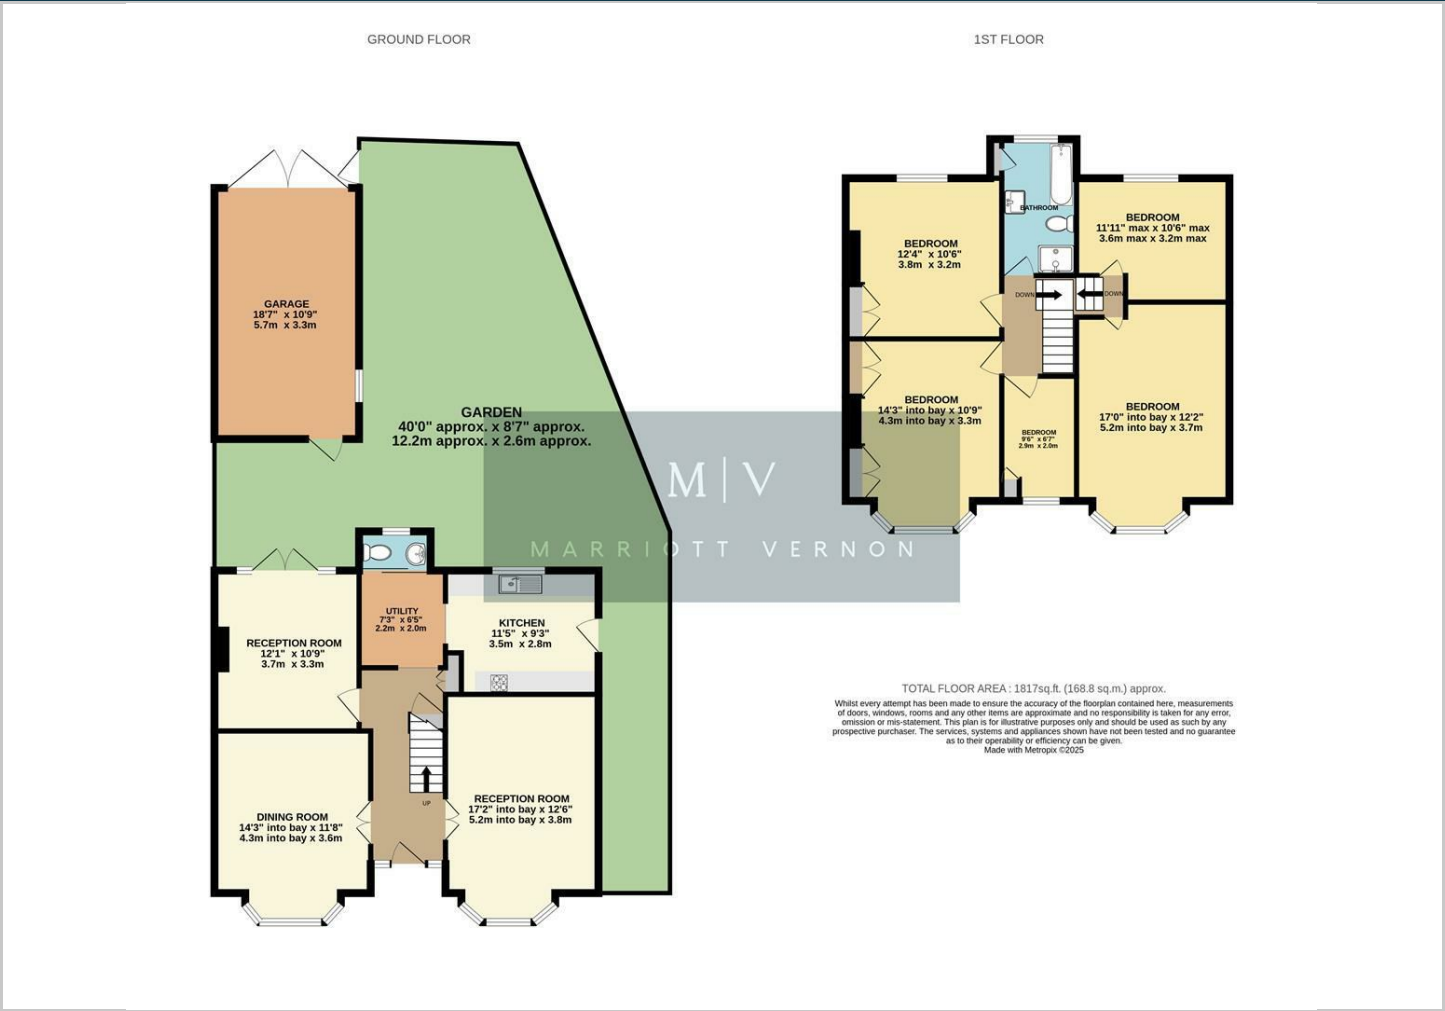 GROUND FLOOR
1ST FLOOR
GARAGE
18'7" x 10'9"
5.7m x 3.3m
GARDEN
40'0" approx. x 8'7" approx.
12.2m approx. x 2.6m approx.
UTILITY
7'3" x 6'5"
2.2m x 2.0m
KITCHEN
11'5" x 9'3"
3.5m x 2.8m
RECEPTION ROOM
12'1" x 10'9"
3.7m x 3.3m
DINING ROOM
14'3" into bay x 11'8"
4.3m into bay x 3.6m
UP
RECEPTION ROOM
17'2" into bay x 12'6"
5.2m into bay x 3.8m
BATHROOM
BEDROOM
12'4" x 10'6"
3.8m x 3.2m
BEDROOM
11'11" max x 10'6" max
3.6m max x 3.2m max
DOWN
DOWN
BEDROOM
14'3" into bay x 10'9"
4.3m into bay x 3.3m
BEDROOM
9'6" x 6'7"
2.9m x 2.0m
BEDROOM
17'0" into bay x 12'2"
5.2m into bay x 3.7m
M|V
MARRIOTT VERNON
TOTAL FLOOR AREA : 1817sq.ft. (168.8 sq.m.) approx.
Whilst every attempt has been made to ensure the accuracy of the floorplan contained here, measurements
of doors, windows, rooms and any other items are approximate and no responsibility is taken for any error,
omission or mis-statement. This plan is for illustrative purposes only and should be used as such by any
prospective purchaser. The services, systems and appliances shown have not been tested and no guarantee
as to their operability or efficiency can be given.
Made with Metropix ©2025